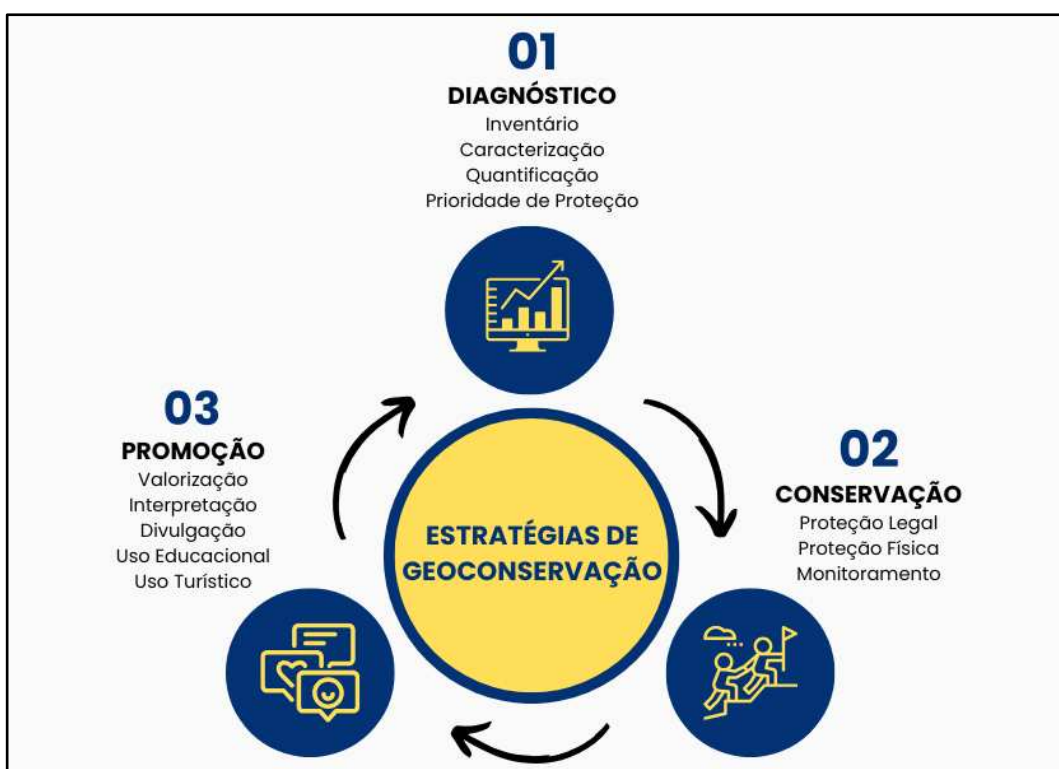 01
DIAGNÓSTICO
Inventário
Caracterização
Quantificação
Prioridade de Proteção
02
CONSERVAÇÃO
Proteção Legal
Proteção Física
Monitoramento
03
PROMOÇÃO
Valorização
Interpretação
Divulgação
Uso Educacional
Uso Turístico
ESTRATÉGIAS DE
GEOCONSERVAÇÃO